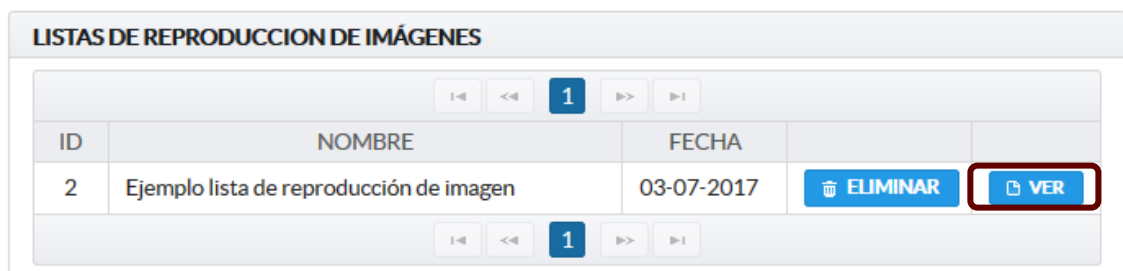 LISTAS DE REPRODUCCION DE IMÁGENES
1
ID NOMBRE FECHA
2 Ejemplo lista de reproducción de imagen 03-07-2017 ELIMINAR VER
1